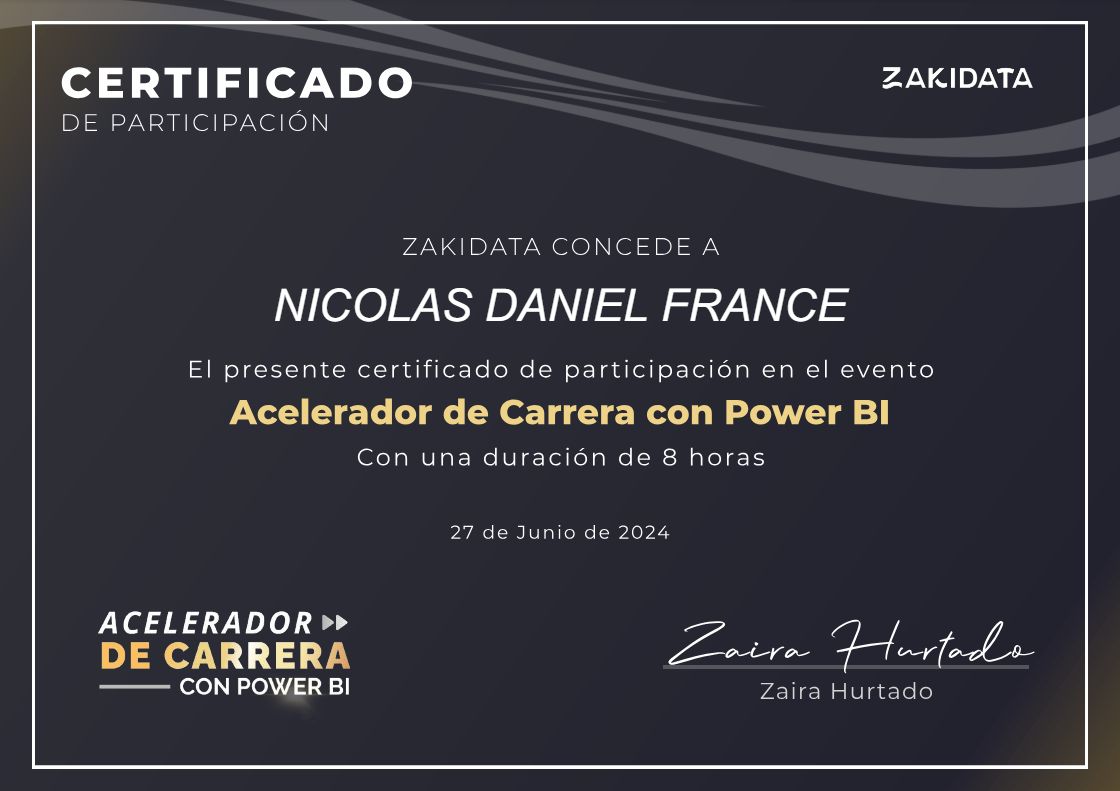 CERTIFICADO
DE PARTICIPACIÓN
ZAKIDATA
ZAKIDATA CONCEDE A
NICOLAS DANIEL FRANCE
El presente certificado de participación en el evento
Acelerador de Carrera con Power BI
Con una duración de 8 horas
27 de Junio de 2024
ACELERADOR
DE CARRERA
CON POWER BI
Zaira Hurtado
Zaira Hurtado